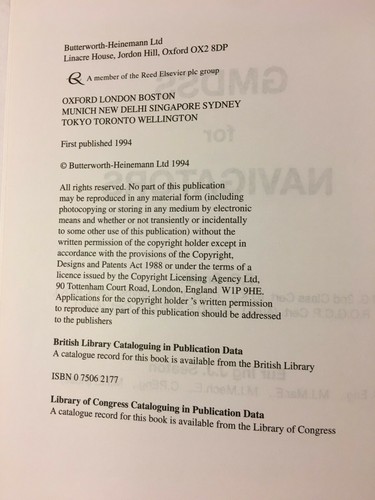 Butterworth-Heinemann Ltd
Linacre House, Jordon Hill, Oxford OX2 8DP
A member of the Reed Elsevier plc group
OXFORD LONDON BOSTON
MUNICH NEW DELHI SINGAPORE SYDNEY
TOKYO TORONTO WELLINGTON
First published 1994
© Butterworth-Heinemann Ltd 1994
All rights reserved. No part of this publication
may be reproduced in any material form (including
photocopying or storing in any medium by electronic
means and whether or not transiently or incidentally
to some other use of this publication) without the
written permission of the copyright holder except in
accordance with the provisions of the Copyright,
Designs and Patents Act 1988 or under the terms of a
licence issued by the Copyright Licensing Agency Ltd,
90 Tottenham Court Road, London, England W1P 9HE.
Applications for the copyright holder 's written permission
to reproduce any part of this publication should be addressed
to the publishers
British Library Cataloguing in Publication Data
A catalogue record for this book is available from the British Library
ISBN 0 7506 2177
Library of Congress Cataloguing in Publication Data
A catalogue record for this book is available from the Library of Congress
GMDSS
for
NAVIGATORS